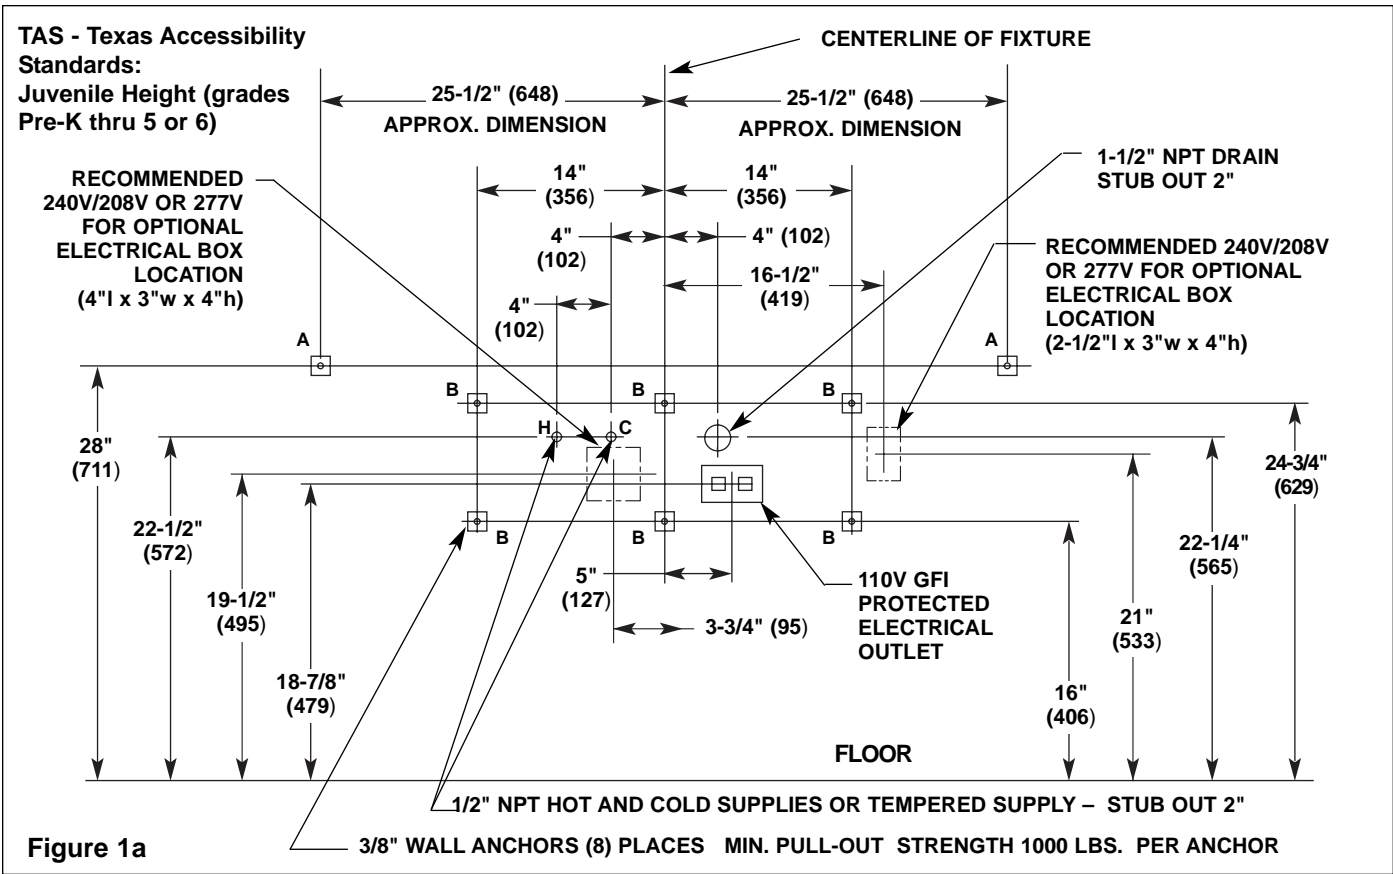 TAS - Texas Accessibility
Standards:
Juvenile Height (grades
Pre-K thru 5 or 6)
CENTERLINE OF FIXTURE
25-1/2" (648)
APPROX. DIMENSION
25-1/2" (648)
APPROX. DIMENSION
1-1/2" NPT DRAIN
STUB OUT 2"
RECOMMENDED
240V/208V OR 277V
FOR OPTIONAL
ELECTRICAL BOX
LOCATION
(4"l x 3"w x 4"h)
14"
(356)
14"
(356)
4"
(102)
4" (102)
16-1/2"
(419)
4"
(102)
RECOMMENDED 240V/208V
OR 277V FOR OPTIONAL
ELECTRICAL BOX
LOCATION
(2-1/2"l x 3"w x 4"h)
A
A
B
B
B
H
C
28"
(711)
22-1/2"
(572)
19-1/2"
(495)
18-7/8"
(479)
B
B
B
5"
(127)
3-3/4" (95)
110V GFI
PROTECTED
ELECTRICAL
OUTLET
24-3/4"
(629)
22-1/4"
(565)
21"
(533)
16"
(406)
FLOOR
1/2" NPT HOT AND COLD SUPPLIES OR TEMPERED SUPPLY – STUB OUT 2"
3/8" WALL ANCHORS (8) PLACES MIN. PULL-OUT STRENGTH 1000 LBS. PER ANCHOR
Figure 1a